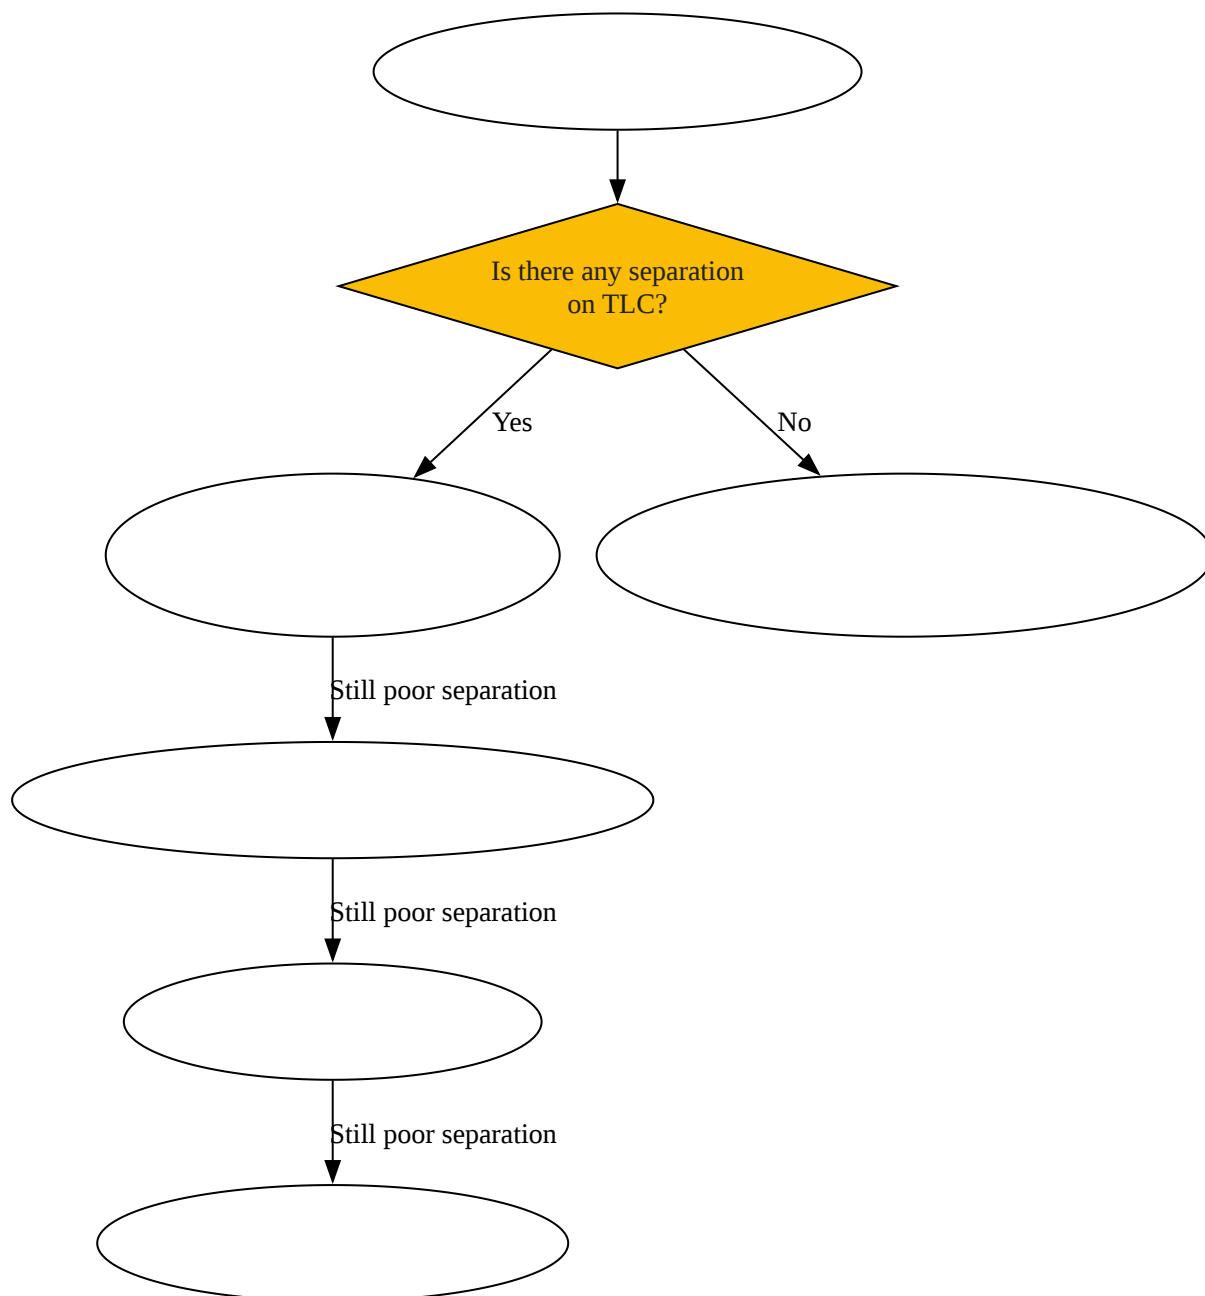 Is there any separation
on TLC?
Yes
No
Still poor separation
Still poor separation
Still poor separation